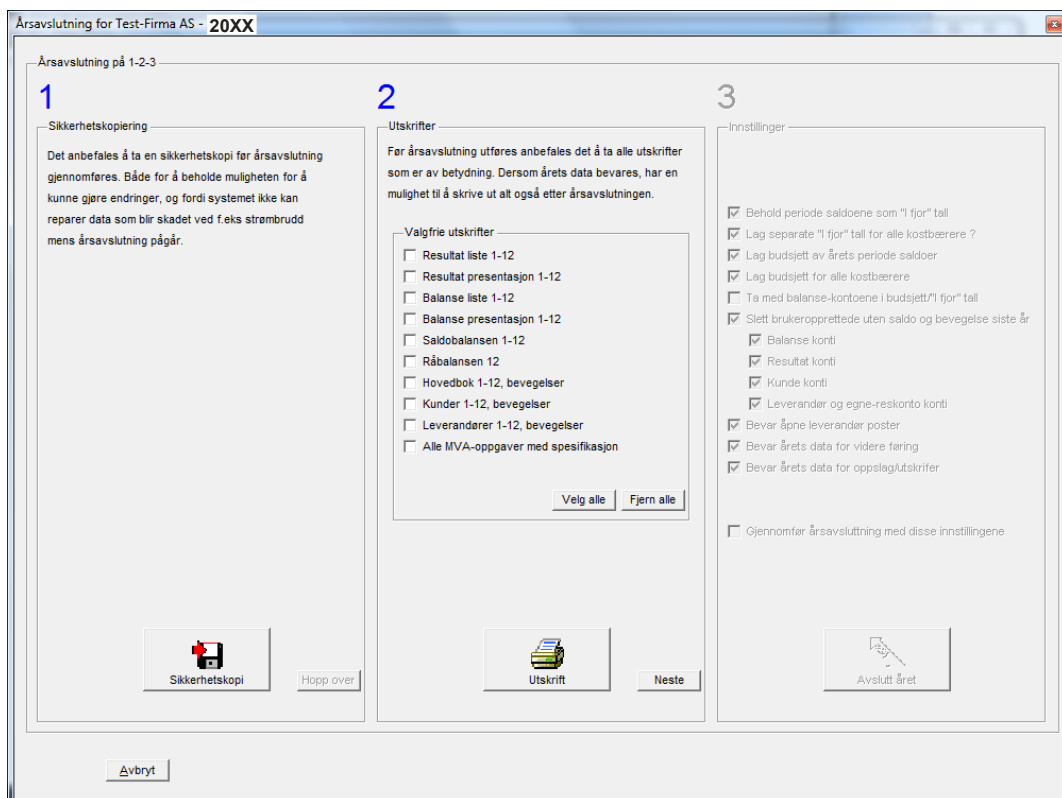 Årsavslutning for Test-Firma AS - 20XX
Årsavslutning på 1-2-3
1
Sikkerhetskopiering
Det anbefales å ta en sikkerhetskopi før årsavslutning
gjennomføres. Både for å beholde muligheten for å
kunne gjøre endringer, og fordi systemet ikke kan
reparer data som blir skadet ved f.eks strømbrudd
mens årsavslutning pågår.
Sikkerhetskopi
Hopp over
2
Utskrifter
Før årsavslutning utføres anbefales det å ta alle utskrifter
som er av betydning. Dersom årets data bevares, har en
mulighet til å skrive ut alt også etter årsavslutningen.
Valgfrie utskrifter
Resultat liste 1-12
Resultat presentasjon 1-12
Balanse liste 1-12
Balanse presentasjon 1-12
Saldobalansen 1-12
Råbalansen 12
Hovedbok 1-12, bevegelser
Kunder 1-12, bevegelser
Leverandører 1-12, bevegelser
Alle MVA-oppgaver med spesifikasjon
Velg alle
Fjern alle
Utskrift
Neste
3
Innstillinger
Behold periode saldoene som "I fjor" tall
Lag separate "I fjor" tall for alle kostbærere ?
Lag budsjett av årets periode saldoer
Lag budsjett for alle kostbærere
Ta med balanse-kontoene i budsjett/"I fjor" tall
Slett brukeropprettede uten saldo og bevegelse siste år
Balanse konti
Resultat konti
Kunde konti
Leverandør og egne-reskonto konti
Bevar åpne leverandør poster
Bevar årets data for videre føring
Bevar årets data for oppslag/utskrifer
Gjennomfør årsavsluttning med disse innstillingene
Avslutt året
Avbryt